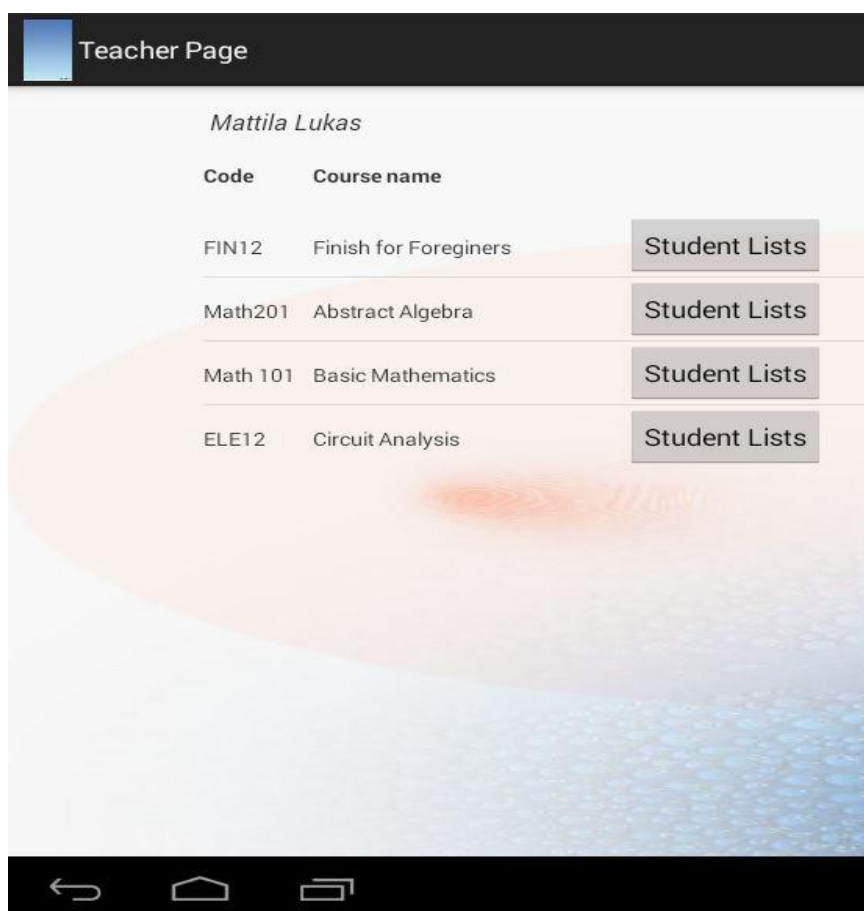 Teacher Page
Mattila Lukas
Code Course name
FIN12 Finish for Foreginers Student Lists
Math201 Abstract Algebra Student Lists
Math 101 Basic Mathematics Student Lists
ELE12 Circuit Analysis Student Lists